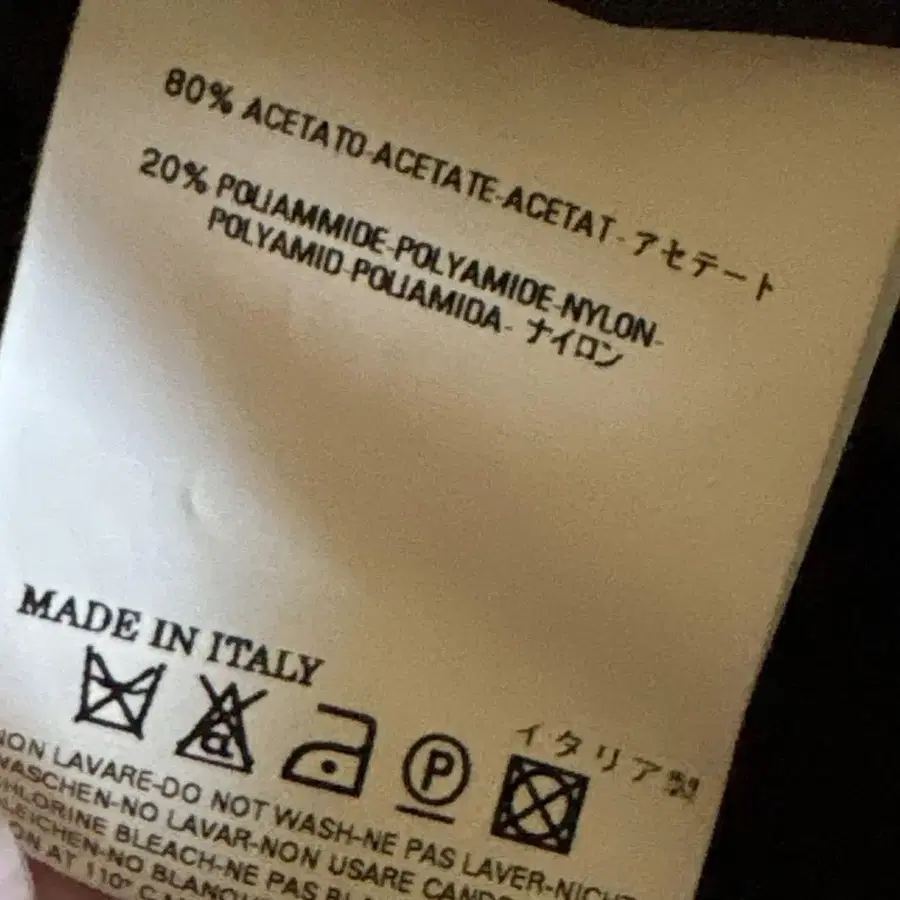 80% ACETATO-ACETATE-ACETAT-アセテート
20% POLIAMMIDE-POLYAMIDE-NYLON-
POLYAMID-POLIAMIDA- ナイロン
MADE IN ITALY
イタリア製
NON LAVARE-DO NOT WASH-NE PAS LAVER-NICHT
WASCHEN-NO LAVAR-NON USARE
CHLORINE BLEACH-NE PAS
BLEICHEN-NO
AT 110°